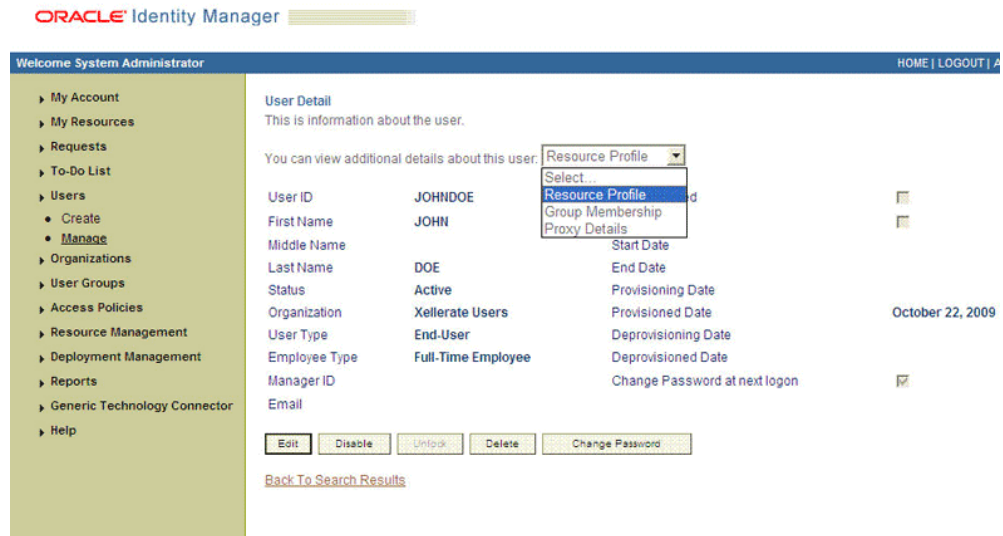 ORACLE Identity Manager
Welcome System Administrator
HOME | LOGOUT | A
My Account
My Resources
Requests
To-Do List
Users
Create
Manage
Organizations
User Groups
Access Policies
Resource Management
Deployment Management
Reports
Generic Technology Connector
Help
User Detail
This is information about the user.
You can view additional details about this user: Resource Profile
Select...
Resource Profile
Group Membership
Proxy Details
User ID JOHNDOE
First Name JOHN
Middle Name Start Date
Last Name DOE End Date
Status Active Provisioning Date
Organization Xellerate Users Provisioned Date October 22, 2009
User Type End-User Deprovisioning Date
Employee Type Full-Time Employee Deprovisioned Date
Manager ID Change Password at next logon
Email
Edit Disable Unlock Delete Change Password
Back To Search Results